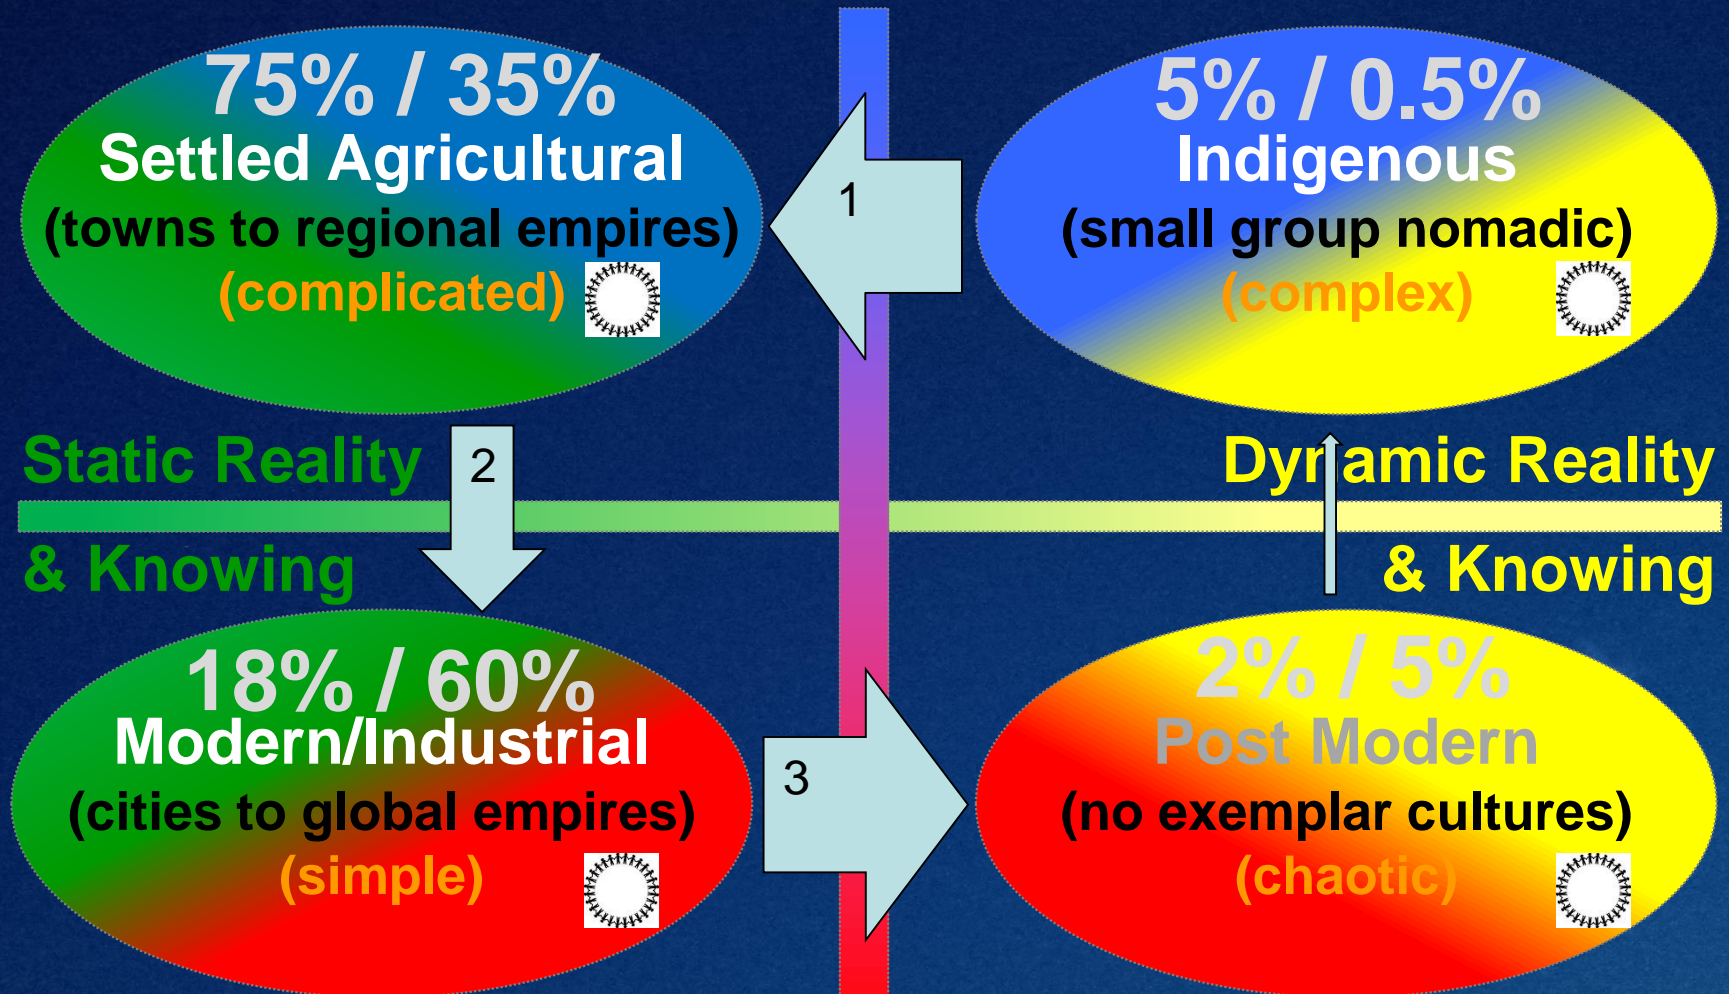 75% / 35%
Settled Agricultural
(towns to regional empires)
(complicated)
1
5% / 0.5%
Indigenous
(small group nomadic)
(complex)
Static Reality
& Knowing
2
Dynamic Reality
& Knowing
18% / 60%
Modern/Industrial
(cities to global empires)
(simple)
3
2% / 5%
Post Modern
(no exemplar cultures)
(chaotic)